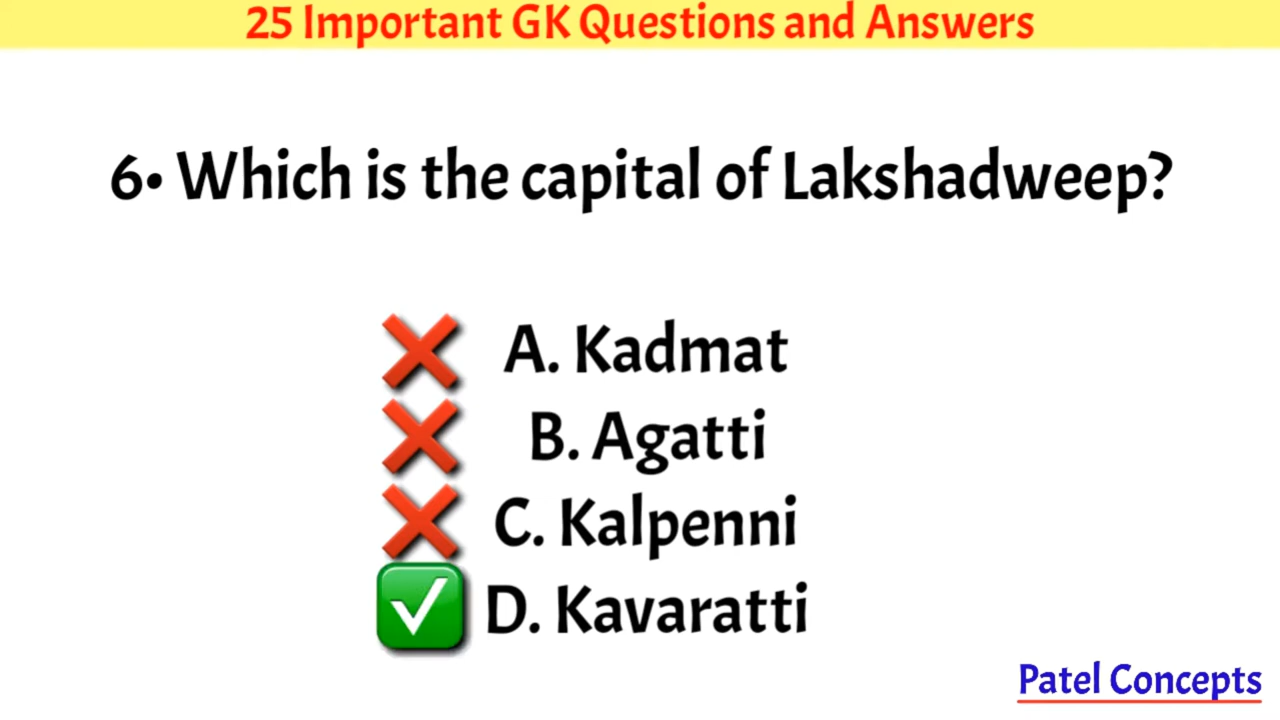 25 Important GK Questions and Answers
6• Which is the capital of Lakshadweep?
A. Kadmat
B. Agatti
C. Kalpenni
D. Kavaratti
Patel Concepts